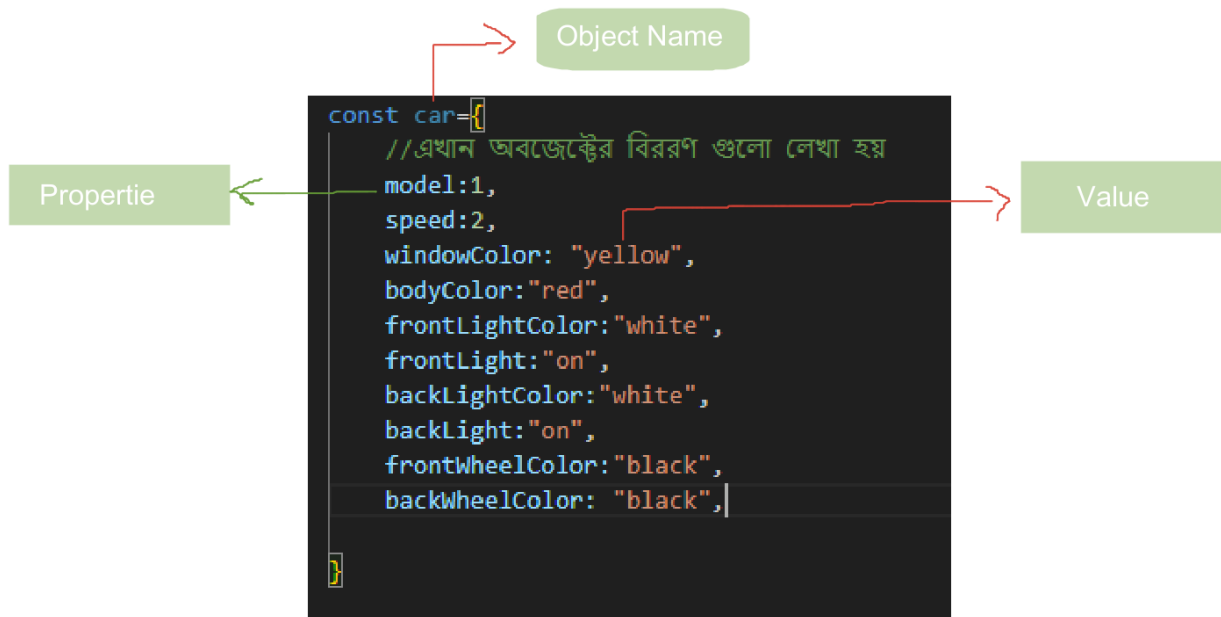 Object Name
const car={
//এখান অবজেক্টের বিররণ গুলো লেখা হয়
Propertie
model:1,
Value
speed:2,
windowColor: "yellow",
bodyColor:"red",
frontLightColor:"white",
frontLight:"on",
backLightColor:"white",
backLight:"on",
frontWheelColor:"black",
backWheelColor: "black",
}